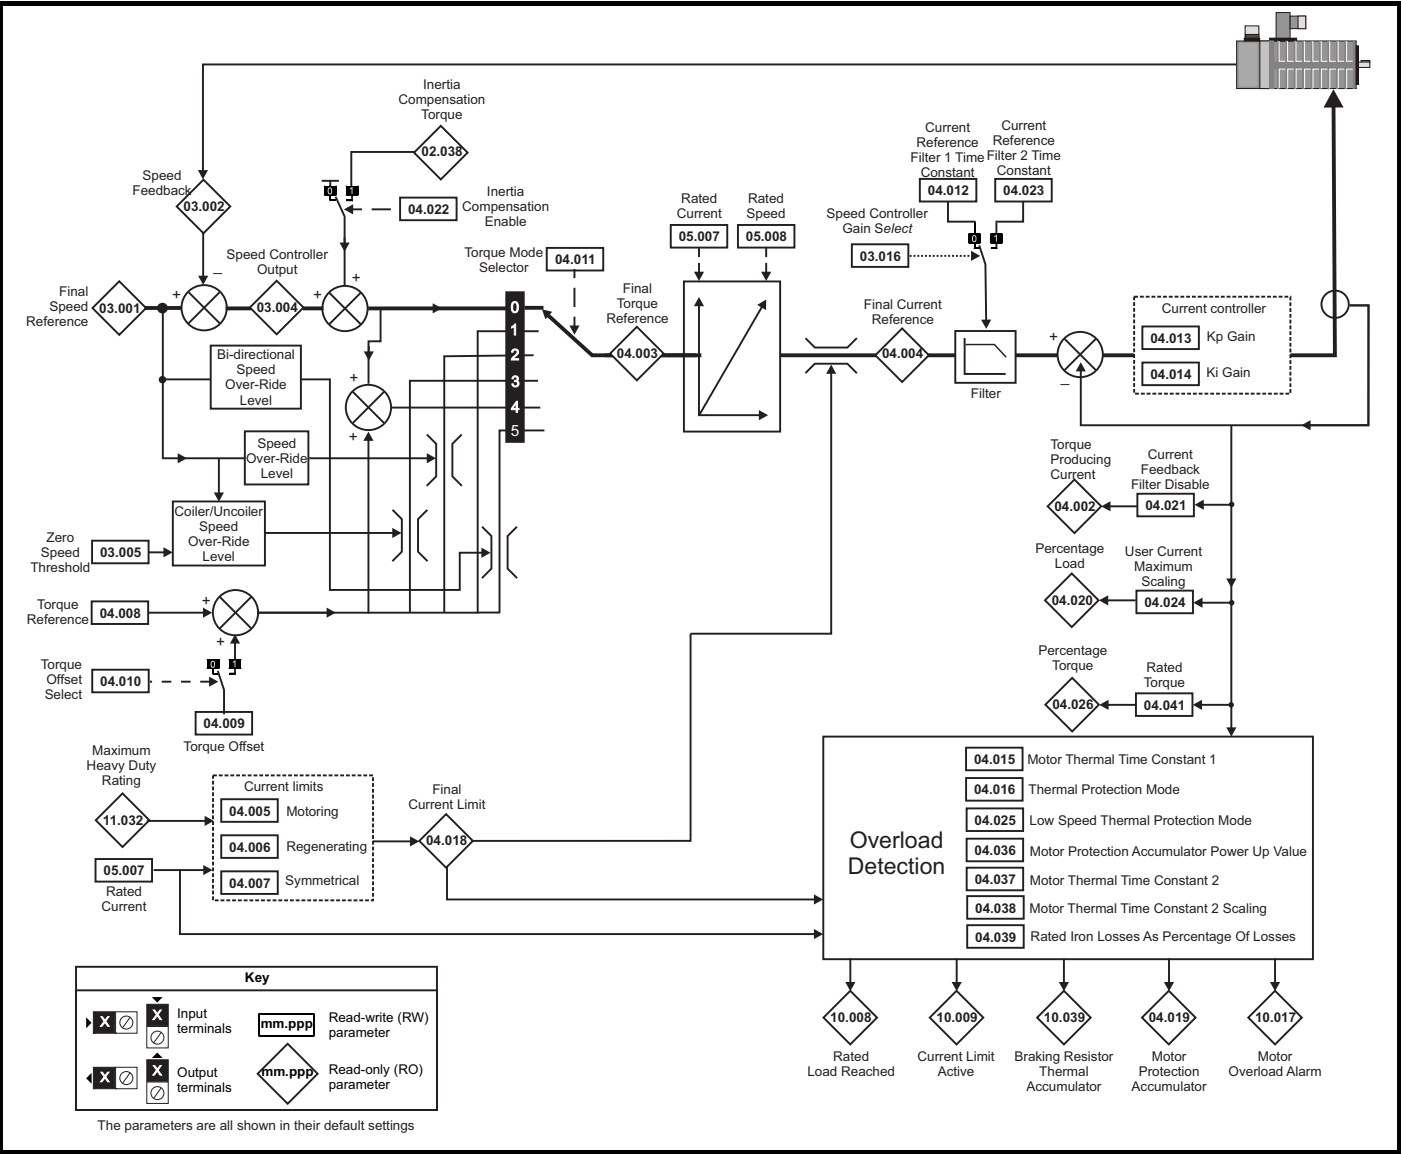 Inertia
Compensation
Torque
02.038
0 1
04.022
Inertia
Compensation
Enable
Speed
Feedback
03.002
–
Speed Controller
Output
Final
Speed
Reference
03.001
+
03.004
+
+
Torque Mode
Selector
04.011
0
1
2
3
4
5
Final
Torque
Reference
04.003
Rated
Current
05.007
Rated
Speed
05.008
Current
Reference
Filter 1 Time
Constant
04.012
Current
Reference
Filter 2 Time
Constant
04.023
Speed Controller
Gain Select
03.016
0 1
Final Current
Reference
04.004
Filter
+
–
Current controller
04.013 Kp Gain
04.014 Ki Gain
Bi-directional
Speed
Over-Ride
Level
+
+
Speed
Over-Ride
Level
Coiler/Uncoiler
Speed
Over-Ride
Level
Zero
Speed
Threshold
03.005
Torque
Reference
04.008
+
+
0 1
Torque
Offset
Select
04.010
04.009
Torque Offset
Torque
Producing
Current
04.002
Current
Feedback
Filter Disable
04.021
Percentage
Load
04.020
User Current
Maximum
Scaling
04.024
Percentage
Torque
04.026
Rated
Torque
04.041
Maximum
Heavy Duty
Rating
11.032
05.007
Rated
Current
Current limits
04.005 Motoring
04.006 Regenerating
04.007 Symmetrical
Final
Current Limit
04.018
Overload
Detection
04.015 Motor Thermal Time Constant 1
04.016 Thermal Protection Mode
04.025 Low Speed Thermal Protection Mode
04.036 Motor Protection Accumulator Power Up Value
04.037 Motor Thermal Time Constant 2
04.038 Motor Thermal Time Constant 2 Scaling
04.039 Rated Iron Losses As Percentage Of Losses
10.008
Rated
Load Reached
10.009
Current Limit
Active
10.039
Braking Resistor
Thermal
Accumulator
04.019
Motor
Protection
Accumulator
10.017
Motor
Overload Alarm
Key
X
X
Input
terminals
mm.ppp
Read-write (RW)
parameter
X
X
Output
terminals
mm.ppp
Read-only (RO)
parameter
The parameters are all shown in their default settings